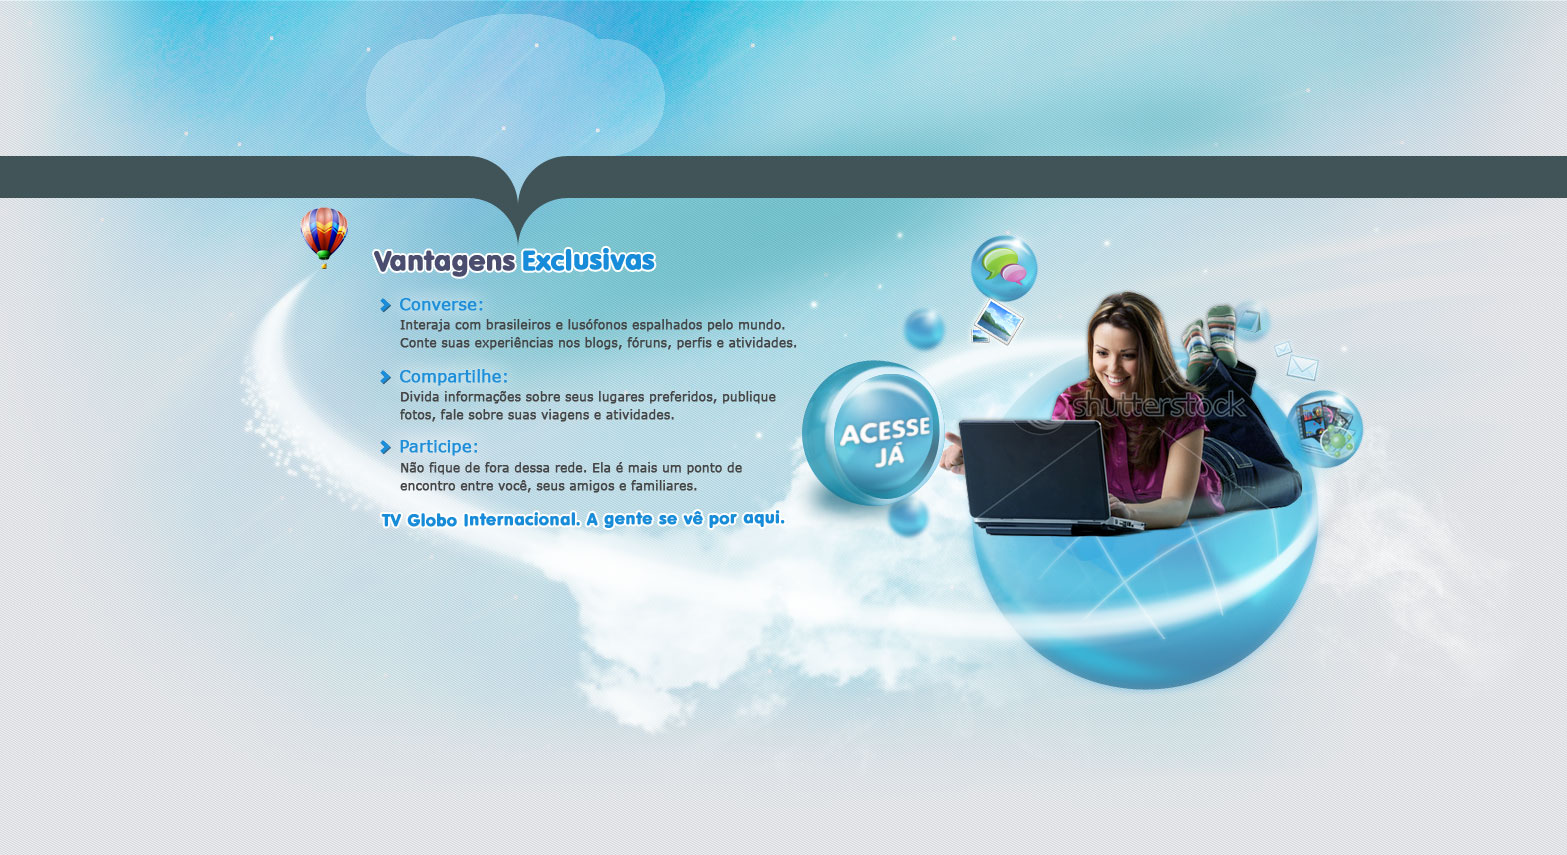 Vantagens Exclusivas
Converse:
Interaja com brasileiros e lusófonos espalhados pelo mundo.
Conte suas experiências nos blogs, fóruns, perfis e atividades.
Compartilhe:
Divida informações sobre seus lugares preferidos, publique
fotos, fale sobre suas viagens e atividades.
Participe:
Não fique de fora dessa rede. Ela é mais um ponto de
encontro entre você, seus amigos e familiares.
TV Globo Internacional. A gente se vê por aqui.
ACESSE
JÁ
shutterstock